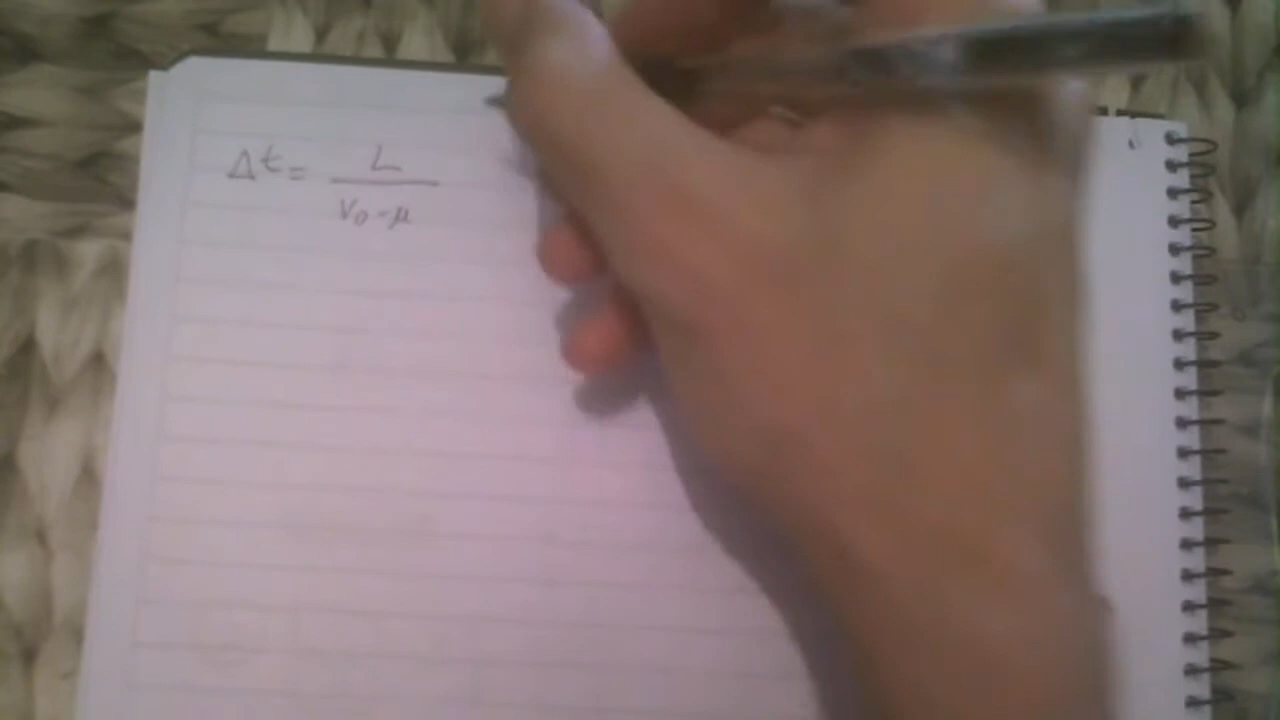 Δt = L / (v₀ - μ)